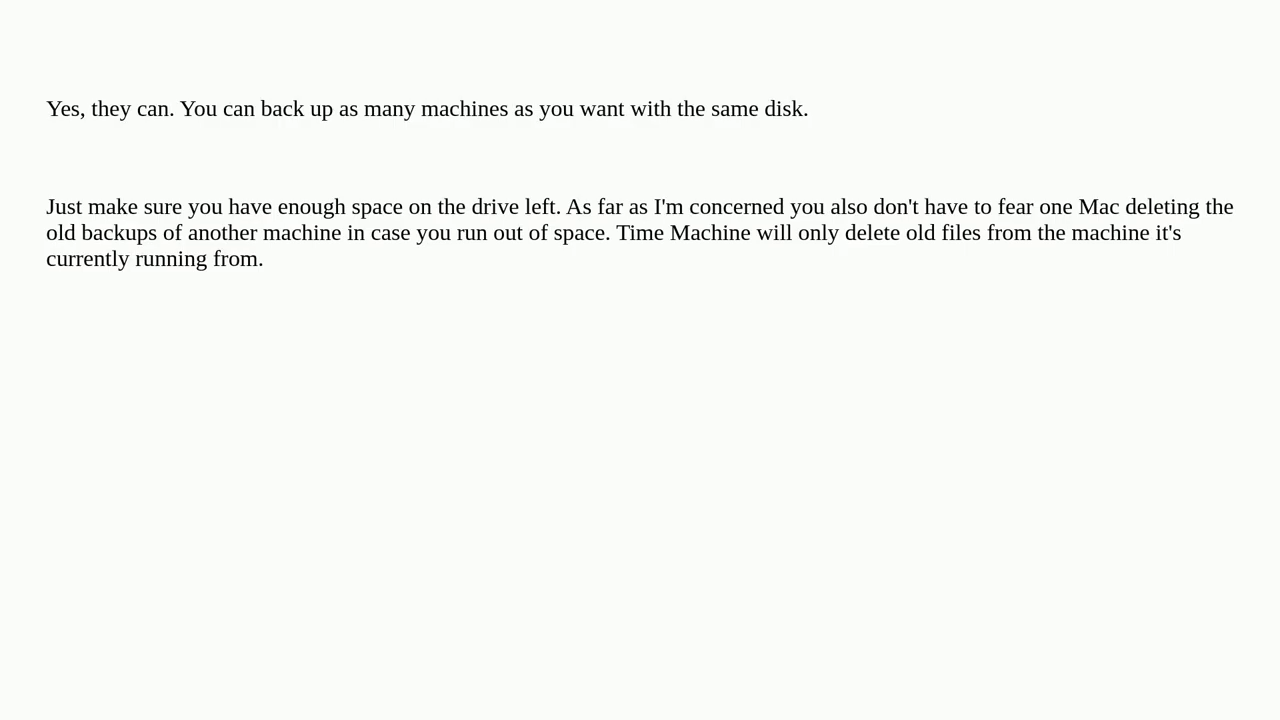 Yes, they can. You can back up as many machines as you want with the same disk.
Just make sure you have enough space on the drive left. As far as I'm concerned you also don't have to fear one Mac deleting the
old backups of another machine in case you run out of space. Time Machine will only delete old files from the machine it's
currently running from.